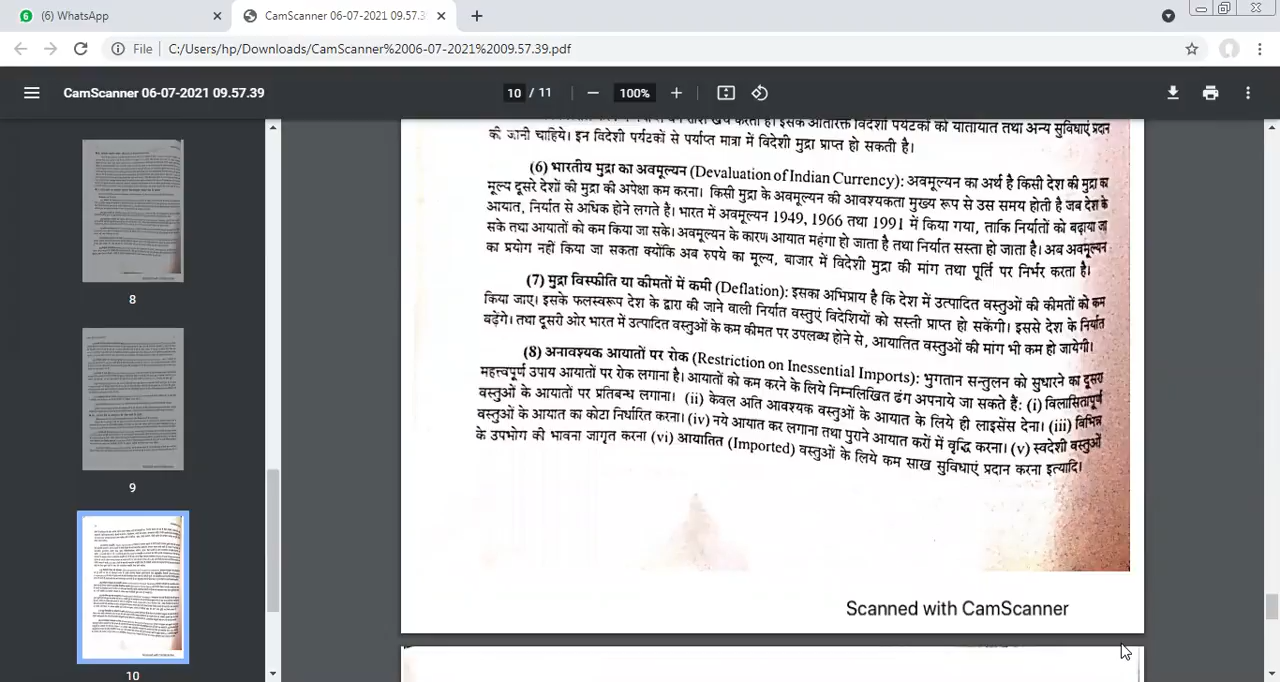 (6) WhatsApp
CamScanner 06-07-2021 09.57.3
File
C:/Users/hp/Downloads/CamScanner%2006-07-2021%2009.57.39.pdf
CamScanner 06-07-2021 09.57.39
10 / 11
100%
8
9
10
की जानी चाहिये। इन विदेशी पर्यटकों से पर्याप्त मात्रा में विदेशी मुद्रा प्राप्त हो सकती है।
(6) भारतीय मुद्रा का अवमूल्यन (Devaluation of Indian Currency): अवमूल्यन का अर्थ है किसी देश की मुद्रा का
मूल्य दूसरे देशों की मुद्रा की अपेक्षा कम करना। किसी मुद्रा के अवमूल्यन की आवश्यकता मुख्य रूप से उस समय होती है जब देश के
आयात, निर्यात से अधिक होने लगते है। भारत में अवमूल्यन 1949, 1966 तथा 1991 में किया गया, ताकि निर्यातों को बढ़ाया जा
सके तथा आयातों को कम किया जा सके। अवमूल्यन के कारण आयात महंगा हो जाता है तथा निर्यात सस्ता हो जाता है। अब अवमूल्यन
का प्रयोग नहीं किया जा सकता क्योंकि अब रुपये का मूल्य, बाजार में विदेशी मुद्रा की मांग तथा पूर्ति पर निर्भर करता है।
(7) मुद्रा विस्फीति या कीमतों में कमी (Deflation): इसका अभिप्राय है कि देश में उत्पादित वस्तुओं की कीमतों को कम
किया जाए। इसके फलस्वरूप देश के द्वारा की जाने वाली निर्यात वस्तुएं विदेशियों को सस्ती प्राप्त हो सकेंगी। इससे देश के निर्यात
बढ़ेगे। तथा दूसरी ओर भारत में उत्पादित वस्तुओं के कम कीमत पर उपलब्ध होने से, आयातित वस्तुओं की मांग भी कम हो जायेगी।
(8) अनावश्यक आयातों पर रोक (Restriction on Inessential Imports): भुगतान सन्तुलन को सुधारने का दूसरा
महत्त्वपूर्ण उपाय आयातों पर रोक लगाना है। आयातों को कम करने के लिये निम्नलिखित ढंग अपनाये जा सकते हैं: (i) विलासितापूर्ण
वस्तुओं के आयातों पर प्रतिबन्ध लगाना। (ii) केवल अति आवश्यक वस्तुओं के आयात के लिये ही लाइसेंस देना। (iii) विभिन्न
वस्तुओं के आयात का कोटा निर्धारित करना। (iv) नये आयात कर लगाना तथा पुराने आयात करों में वृद्धि करना। (v) स्वदेशी वस्तुओं
के उपयोग की भावना जागृत करना (vi) आयातित (Imported) वस्तुओं के लिये कम साख सुविधाएं प्रदान करना इत्यादि।
Scanned with CamScanner